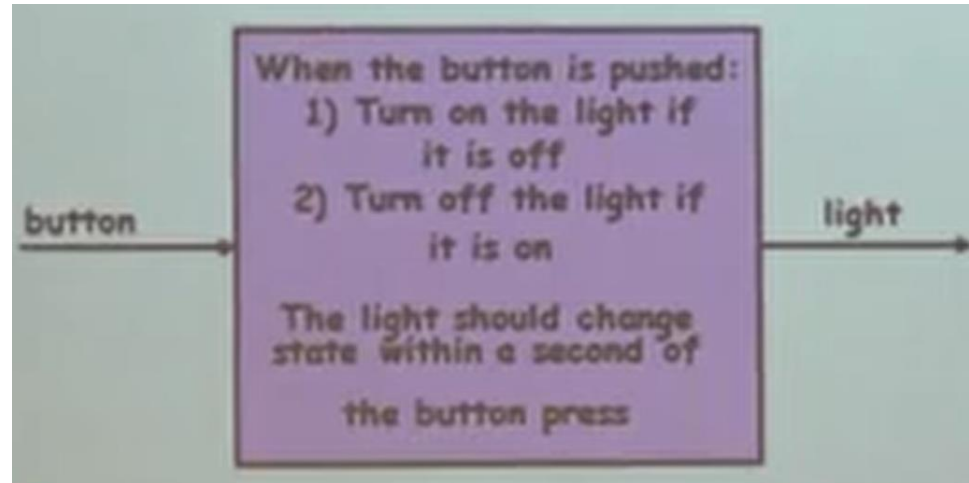 When the button is pushed:
1) Turn on the light if
it is off
2) Turn off the light if
it is on
button
light
The light should change
state within a second of
the button press